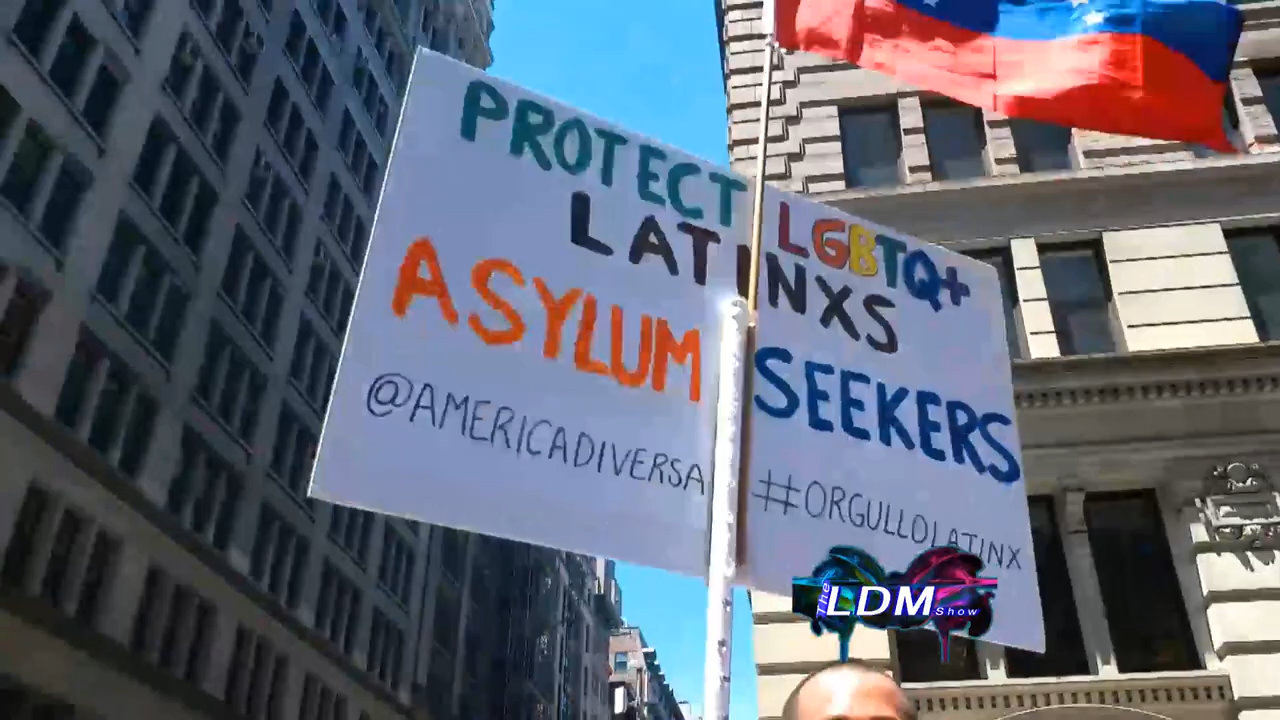 PROTECT LGBTQ+
LATINXS
ASYLUM SEEKERS
@AMERICADIVERSA #ORGULLOLATINX
The LDM Show